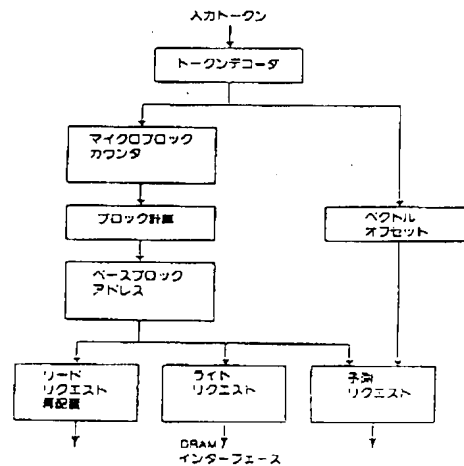 入力トークン
トークンデコーダ
マイクロブロック
カウンタ
ブロック計算
ベクトル
オフセット
ベースブロック
アドレス
リード
リクエスト
再配置
ライト
リクエスト
予測
リクエスト
DRAM
インターフェース